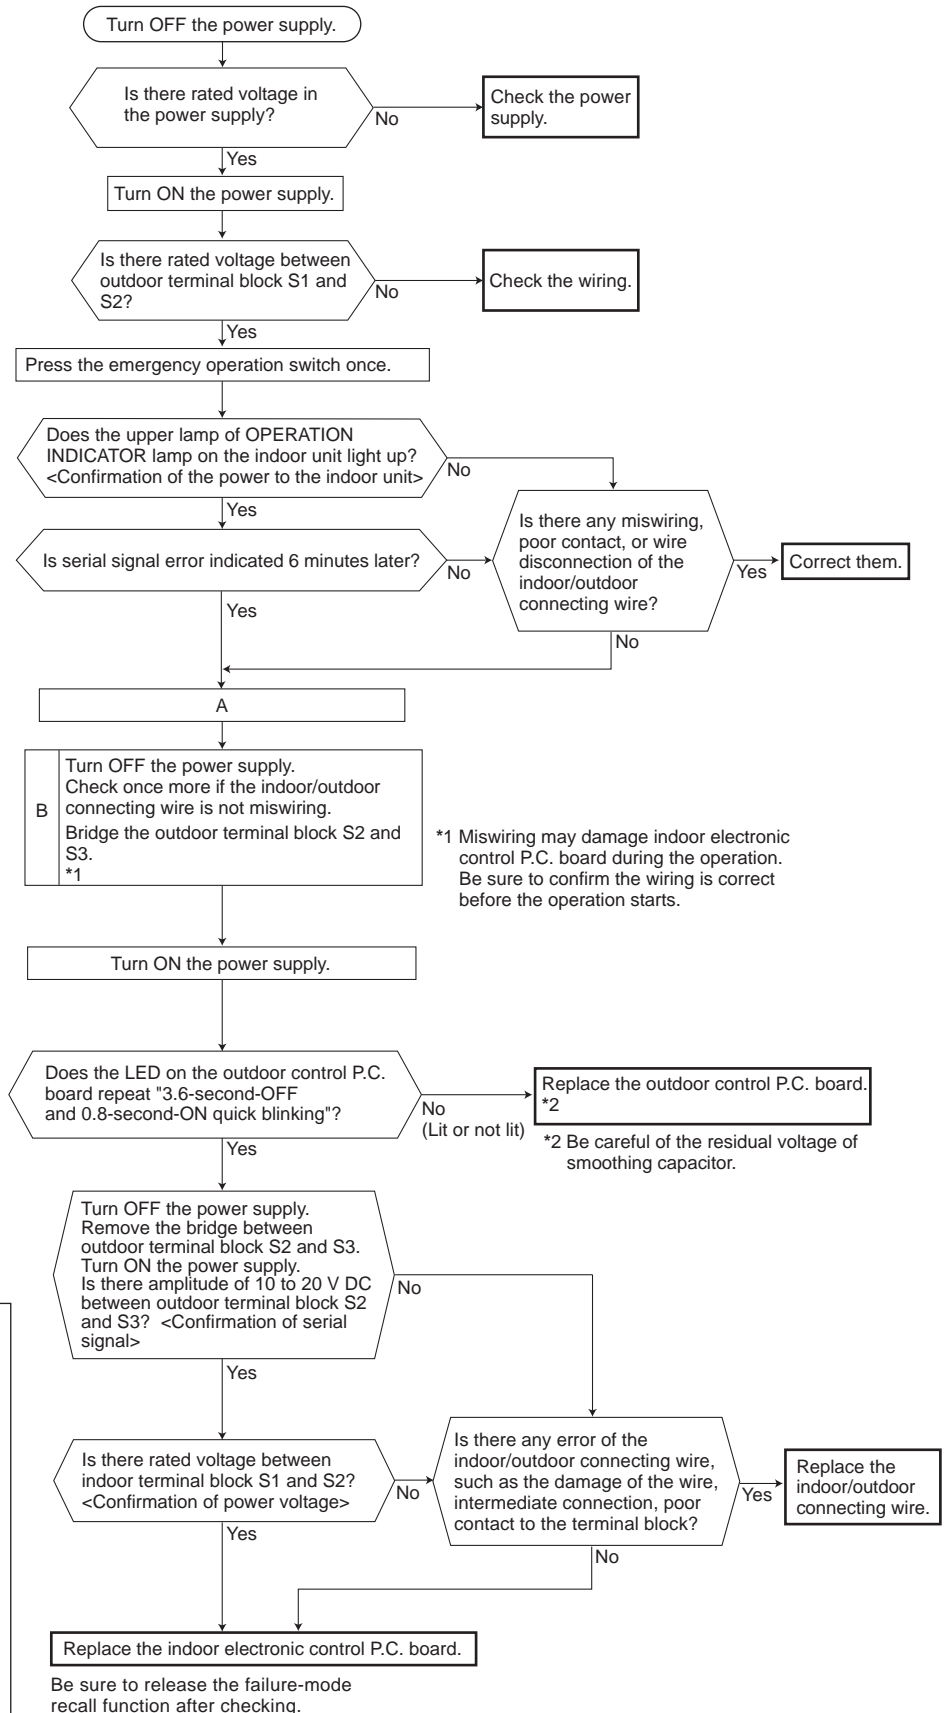 Turn OFF the power supply.
Is there rated voltage in
the power supply?
No
Check the power
supply.
Yes
Turn ON the power supply.
Is there rated voltage between
outdoor terminal block S1 and
S2?
No
Check the wiring.
Yes
Press the emergency operation switch once.
Does the upper lamp of OPERATION
INDICATOR lamp on the indoor unit light up?
<Confirmation of the power to the indoor unit>
No
Yes
Is serial signal error indicated 6 minutes later?
No
Is there any miswiring,
poor contact, or wire
disconnection of the
indoor/outdoor
connecting wire?
Yes
Correct them.
Yes
No
A
B
Turn OFF the power supply.
Check once more if the indoor/outdoor
connecting wire is not miswiring.
Bridge the outdoor terminal block S2 and
S3.
*1
*1 Miswiring may damage indoor electronic
control P.C. board during the operation.
Be sure to confirm the wiring is correct
before the operation starts.
Turn ON the power supply.
Does the LED on the outdoor control P.C.
board repeat "3.6-second-OFF
and 0.8-second-ON quick blinking"?
No
(Lit or not lit)
Replace the outdoor control P.C. board.
*2
*2 Be careful of the residual voltage of
smoothing capacitor.
Yes
Turn OFF the power supply.
Remove the bridge between
outdoor terminal block S2 and S3.
Turn ON the power supply.
Is there amplitude of 10 to 20 V DC
between outdoor terminal block S2
and S3? <Confirmation of serial
signal>
No
Yes
Is there rated voltage between
indoor terminal block S1 and S2?
<Confirmation of power voltage>
No
Is there any error of the
indoor/outdoor connecting wire,
such as the damage of the wire,
intermediate connection, poor
contact to the terminal block?
Yes
Replace the
indoor/outdoor
connecting wire.
Yes
No
Replace the indoor electronic control P.C. board.
Be sure to release the failure-mode
recall function after checking.